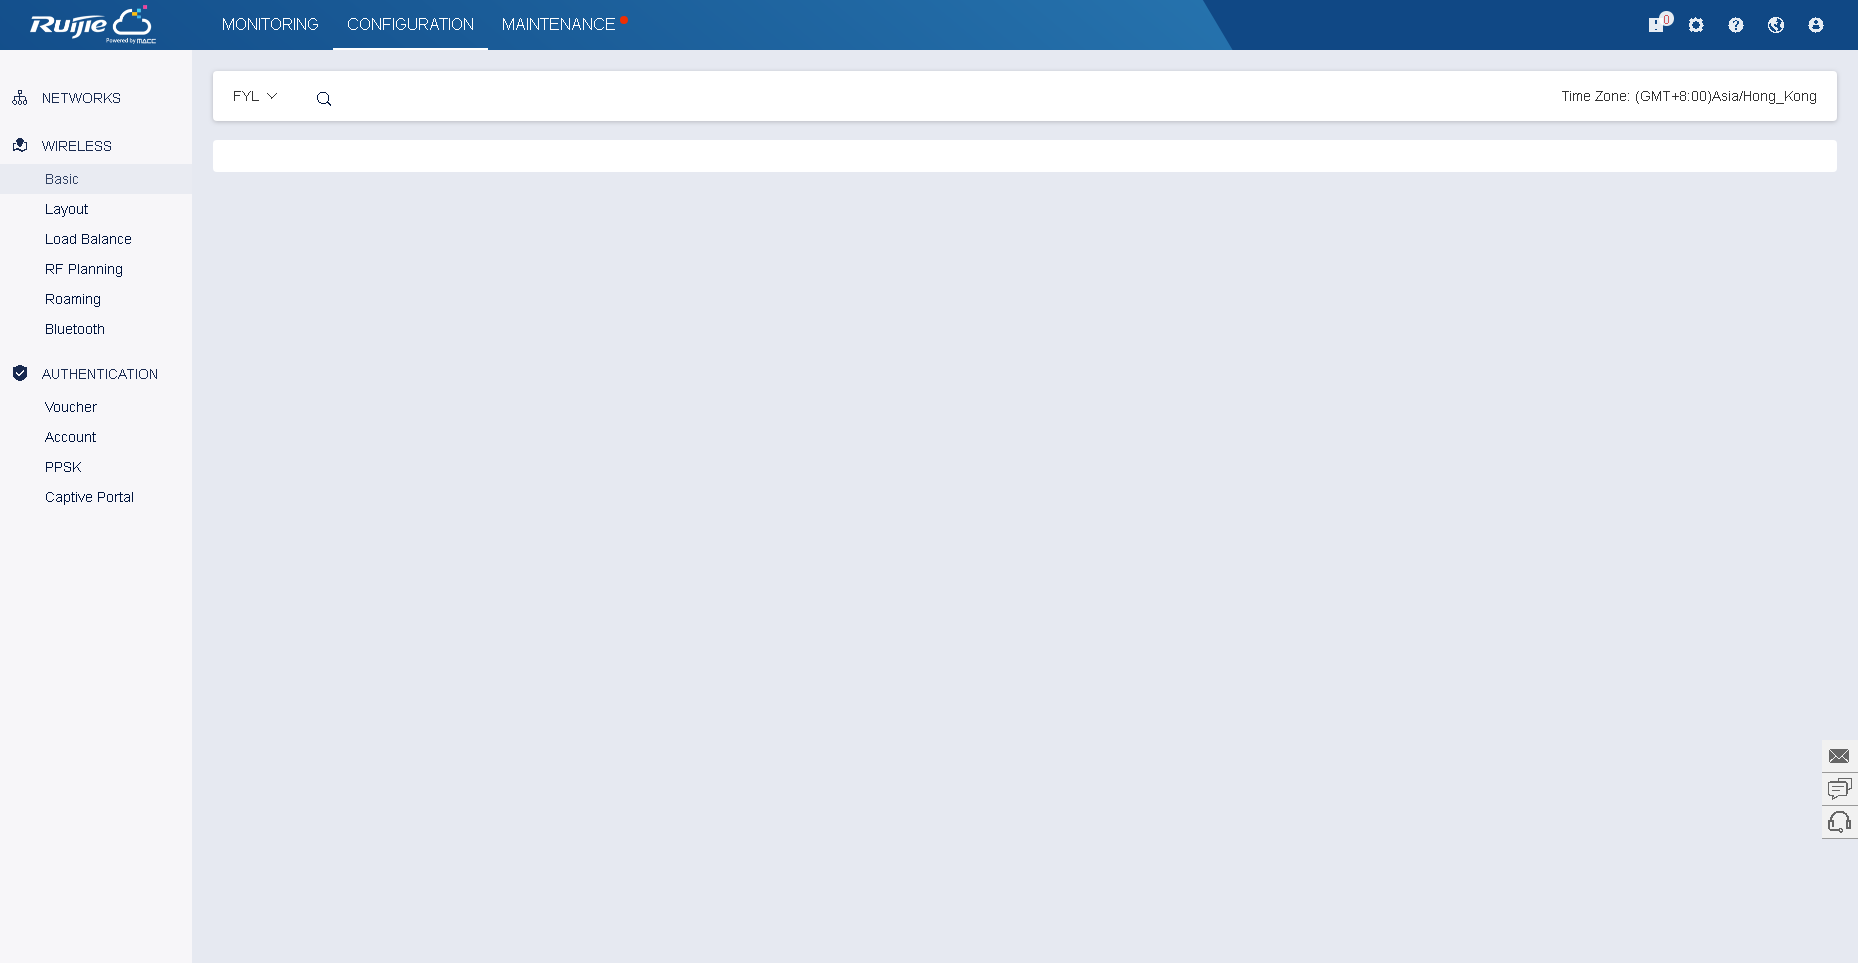 Ruijie
Powered by MACC
MONITORING
CONFIGURATION
MAINTENANCE
0
NETWORKS
WIRELESS
Basic
Layout
Load Balance
RF Planning
Roaming
Bluetooth
AUTHENTICATION
Voucher
Account
PPSK
Captive Portal
FYL
Time Zone: (GMT+8:00)Asia/Hong_Kong